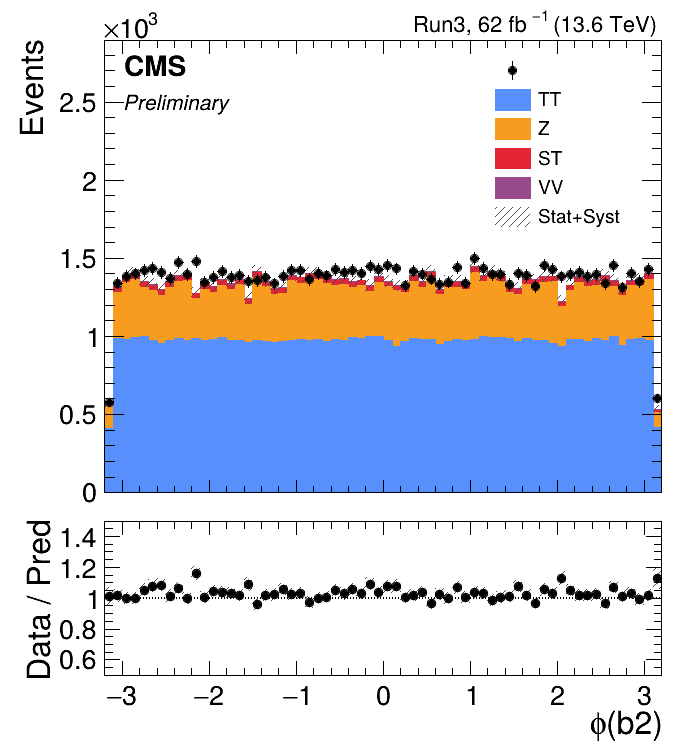 ×10³
Run3, 62 fb⁻¹ (13.6 TeV)
CMS
Preliminary
Events
TT
Z
ST
VV
Stat+Syst
2.5
2
1.5
1
0.5
0
Data / Pred
1.4
1.2
1
0.8
0.6
−3 −2 −1 0 1 2 3
ϕ(b2)